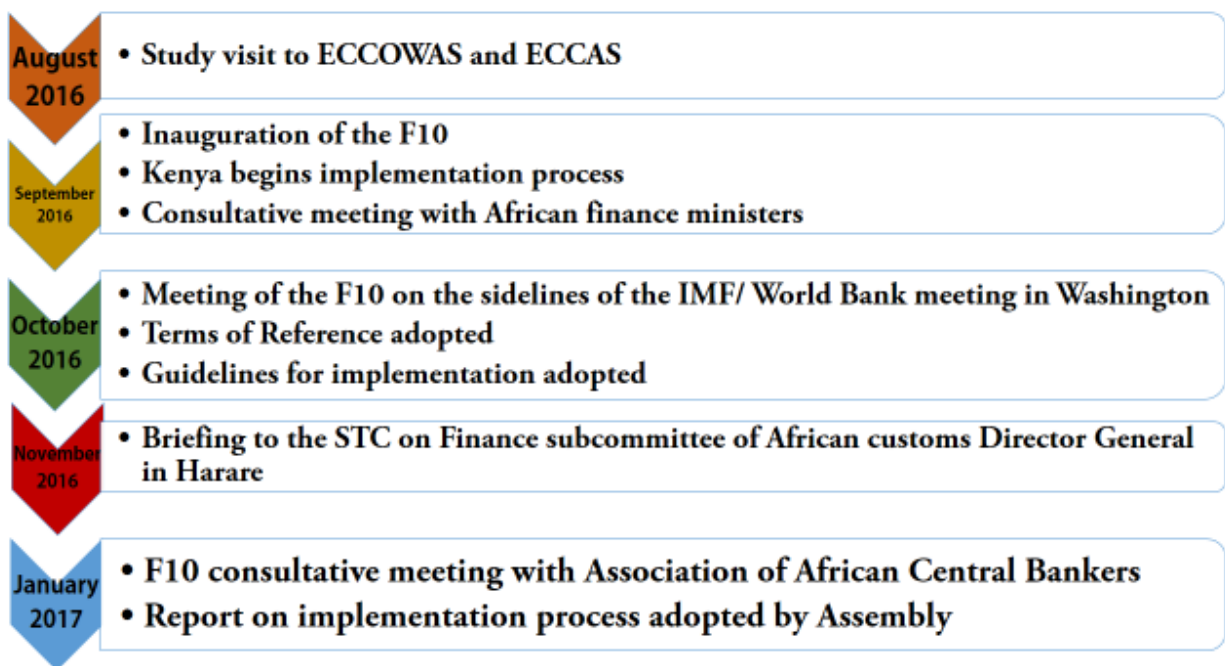 August
2016
• Study visit to ECCOWAS and ECCAS
September
2016
• Inauguration of the F10
• Kenya begins implementation process
• Consultative meeting with African finance ministers
October
2016
• Meeting of the F10 on the sidelines of the IMF/ World Bank meeting in Washington
• Terms of Reference adopted
• Guidelines for implementation adopted
November
2016
• Briefing to the STC on Finance subcommittee of African customs Director General
in Harare
January
2017
• F10 consultative meeting with Association of African Central Bankers
• Report on implementation process adopted by Assembly